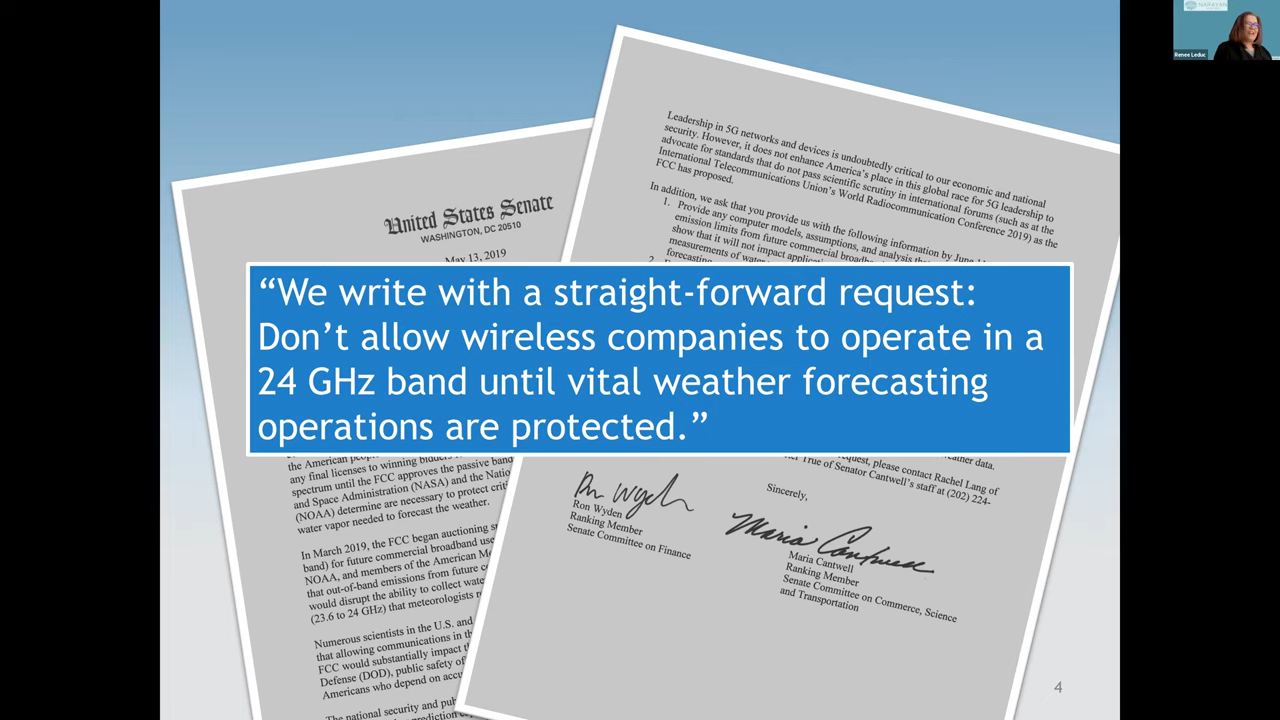 NARAYAN
Renee Leduc
United States Senate
WASHINGTON, DC 20510
May 13, 2019
Leadership in 5G networks and devices is undoubtedly critical to our economic and national
security. However, it does not enhance America's place in this global race for 5G leadership to
advocate for standards that do not pass scientific scrutiny in international forums (such as at the
International Telecommunications Union's World Radiocommunication Conference 2019) as the
FCC has proposed.
In addition, we ask that you provide us with the following information by June
1. Provide any computer models, assumptions, and analysis
emission limits from future commercial
show that it will not impact
measurements of
forecasting
2.
“We write with a straight-forward request:
Don’t allow wireless companies to operate in a
24 GHz band until vital weather forecasting
operations are protected.”
the American
any final licenses to winning bidders
spectrum until the FCC approves the passive band
and Space Administration (NASA) and the
(NOAA) determine are necessary to protect
water vapor needed to forecast the weather.
In March 2019, the FCC began auctioning
band) for future commercial broadband
NOAA, and members of the American
that out-of-band emissions from future
would disrupt the ability to collect
(23.6 to 24 GHz) that meteorologists
Numerous scientists in the U.S. and
that allowing communications in the
FCC would substantially impact
Defense (DOD), public safety of
Americans who depend on
The national security and
data.
request, please contact Rachel Lang of
True of Senator Cantwell's staff at (202) 224-
Sincerely,
Ron Wyden
Ron Wyden
Ranking Member
Senate Committee on Finance
Maria Cantwell
Maria Cantwell
Ranking Member
Senate Committee on Commerce, Science
and Transportation
4